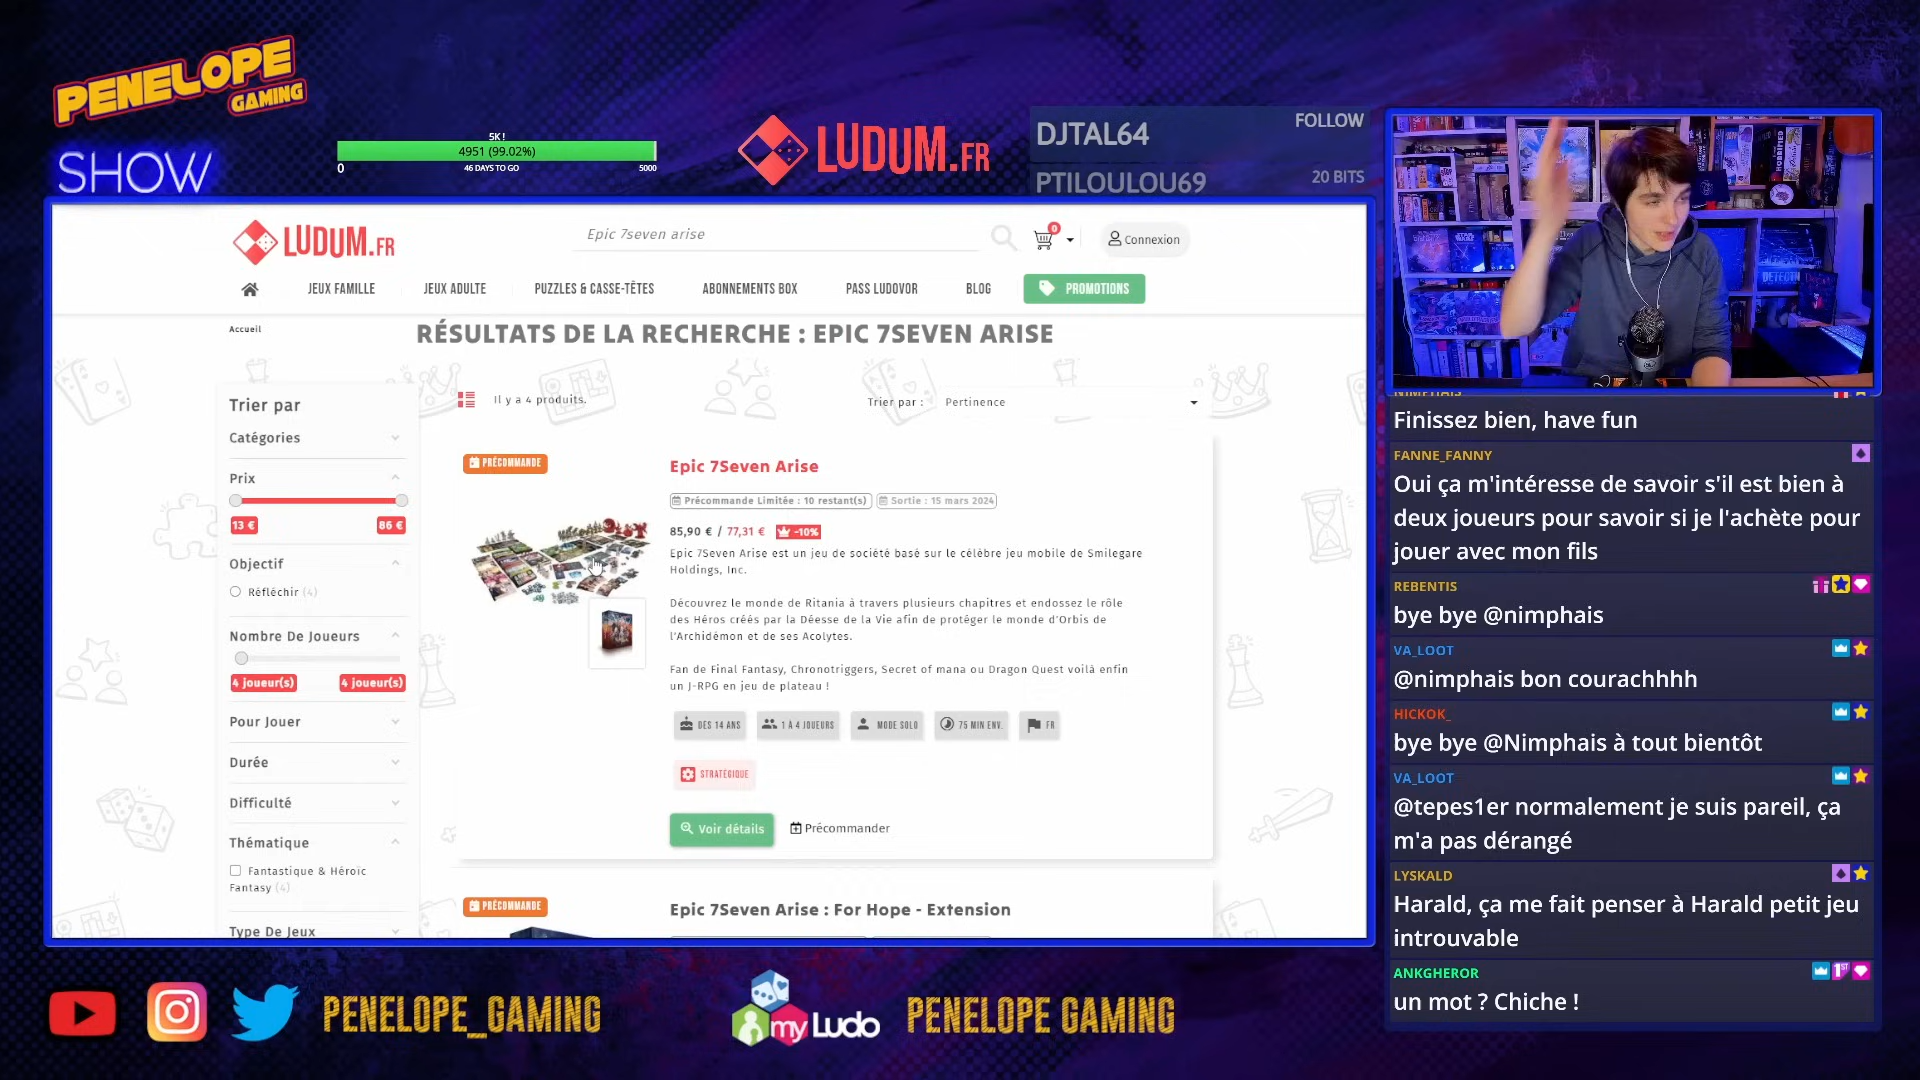 PENELOPE
GAMING
SHOW
5K !
4951 (99.02%)
0
46 DAYS TO GO
5000
LUDUM.FR
DJTAL64
FOLLOW
PTILOULOU69
20 BITS
LUDUM.FR
Epic 7seven arise
0
Connexion
JEUX FAMILLE
JEUX ADULTE
PUZZLES & CASSE-TÊTES
ABONNEMENTS BOX
PASS LUDOVOR
BLOG
PROMOTIONS
Accueil
RÉSULTATS DE LA RECHERCHE : EPIC 7SEVEN ARISE
Il y a 4 produits.
Trier par :
Pertinence
Trier par
Catégories
Prix
13 €
86 €
Objectif
Réfléchir (4)
Nombre De Joueurs
4 joueur(s)
4 joueur(s)
Pour Jouer
Durée
Difficulté
Thématique
Fantastique & Héroic
Fantasy (4)
Type De Jeux
PRÉCOMMANDE
Epic 7Seven Arise
Précommande Limitée : 10 restant(s)
Sortie : 15 mars 2024
85,90 € / 77,31 €
-10%
Epic 7Seven Arise est un jeu de société basé sur le célèbre jeu mobile de Smilegare
Holdings, Inc.
Découvrez le monde de Ritania à travers plusieurs chapitres et endossez le rôle
des Héros créés par la Déesse de la Vie afin de protéger le monde d'Orbis de
l'Archidémon et de ses Acolytes.
Fan de Final Fantasy, Chronotriggers, Secret of mana ou Dragon Quest voilà enfin
un J-RPG en jeu de plateau !
DÈS 14 ANS
1 À 4 JOUEURS
MODE SOLO
75 MIN ENV.
FR
STRATÉGIQUE
Voir détails
Précommander
PRÉCOMMANDE
Epic 7Seven Arise : For Hope - Extension
NIMPHAIS
Finissez bien, have fun
FANNE_FANNY
Oui ça m'intéresse de savoir s'il est bien à
deux joueurs pour savoir si je l'achète pour
jouer avec mon fils
REBENTIS
bye bye @nimphais
VA_LOOT
@nimphais bon courachhhh
HICKOK_
bye bye @Nimphais à tout bientôt
VA_LOOT
@tepes1er normalement je suis pareil, ça
m'a pas dérangé
LYSKALD
Harald, ça me fait penser à Harald petit jeu
introuvable
ANKGHEROR
1ST
un mot ? Chiche !
PENELOPE_GAMING
my Ludo
PENELOPE GAMING